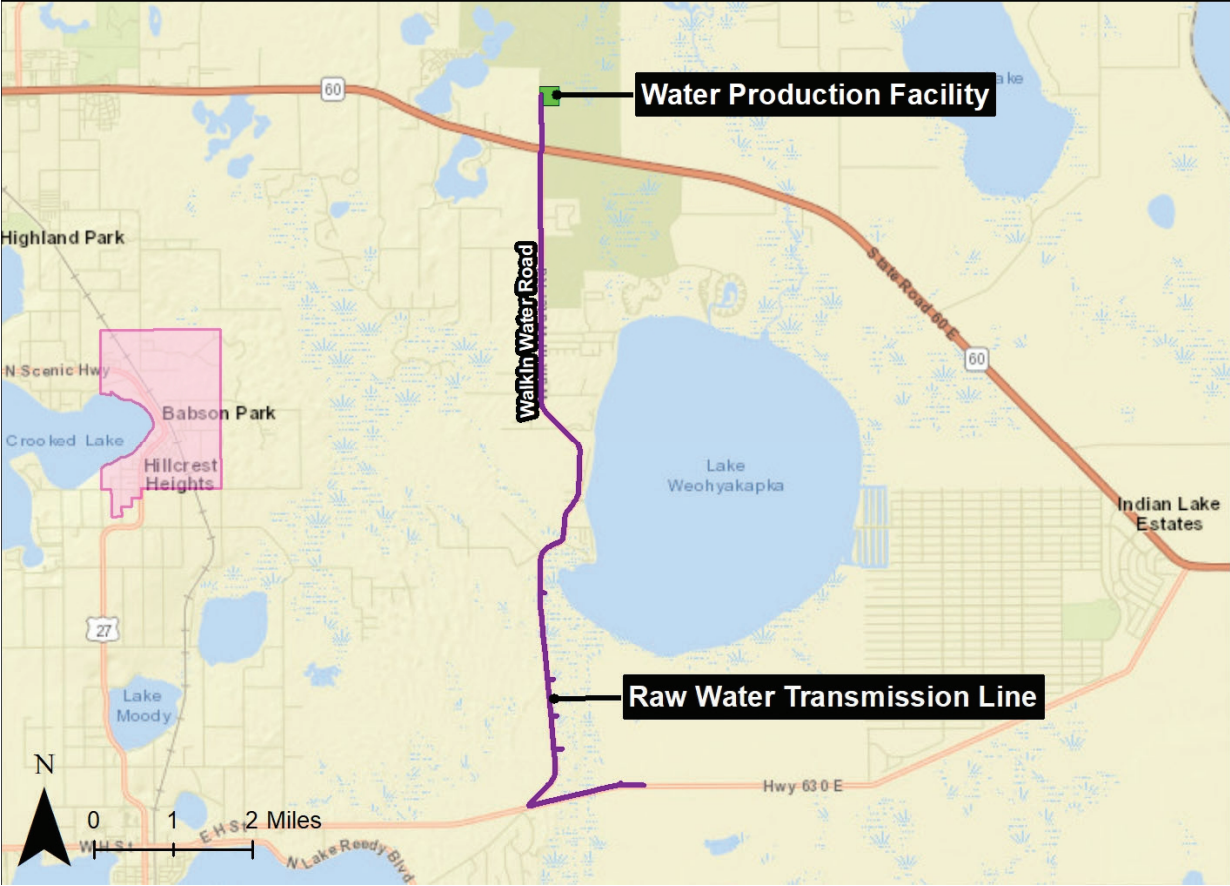 60
Water Production Facility
ake
Highland Park
Walkin Water Road
State Road 60 E
60
N Scenic Hwy
Babson Park
Crooked Lake
Hillcrest
Heights
Lake
Weohyakapka
Indian Lake
Estates
27
Lake
Moody
Raw Water Transmission Line
N
Hwy 630 E
0 1 2 Miles
E H St
W H St
N Lake Reedy Blvd